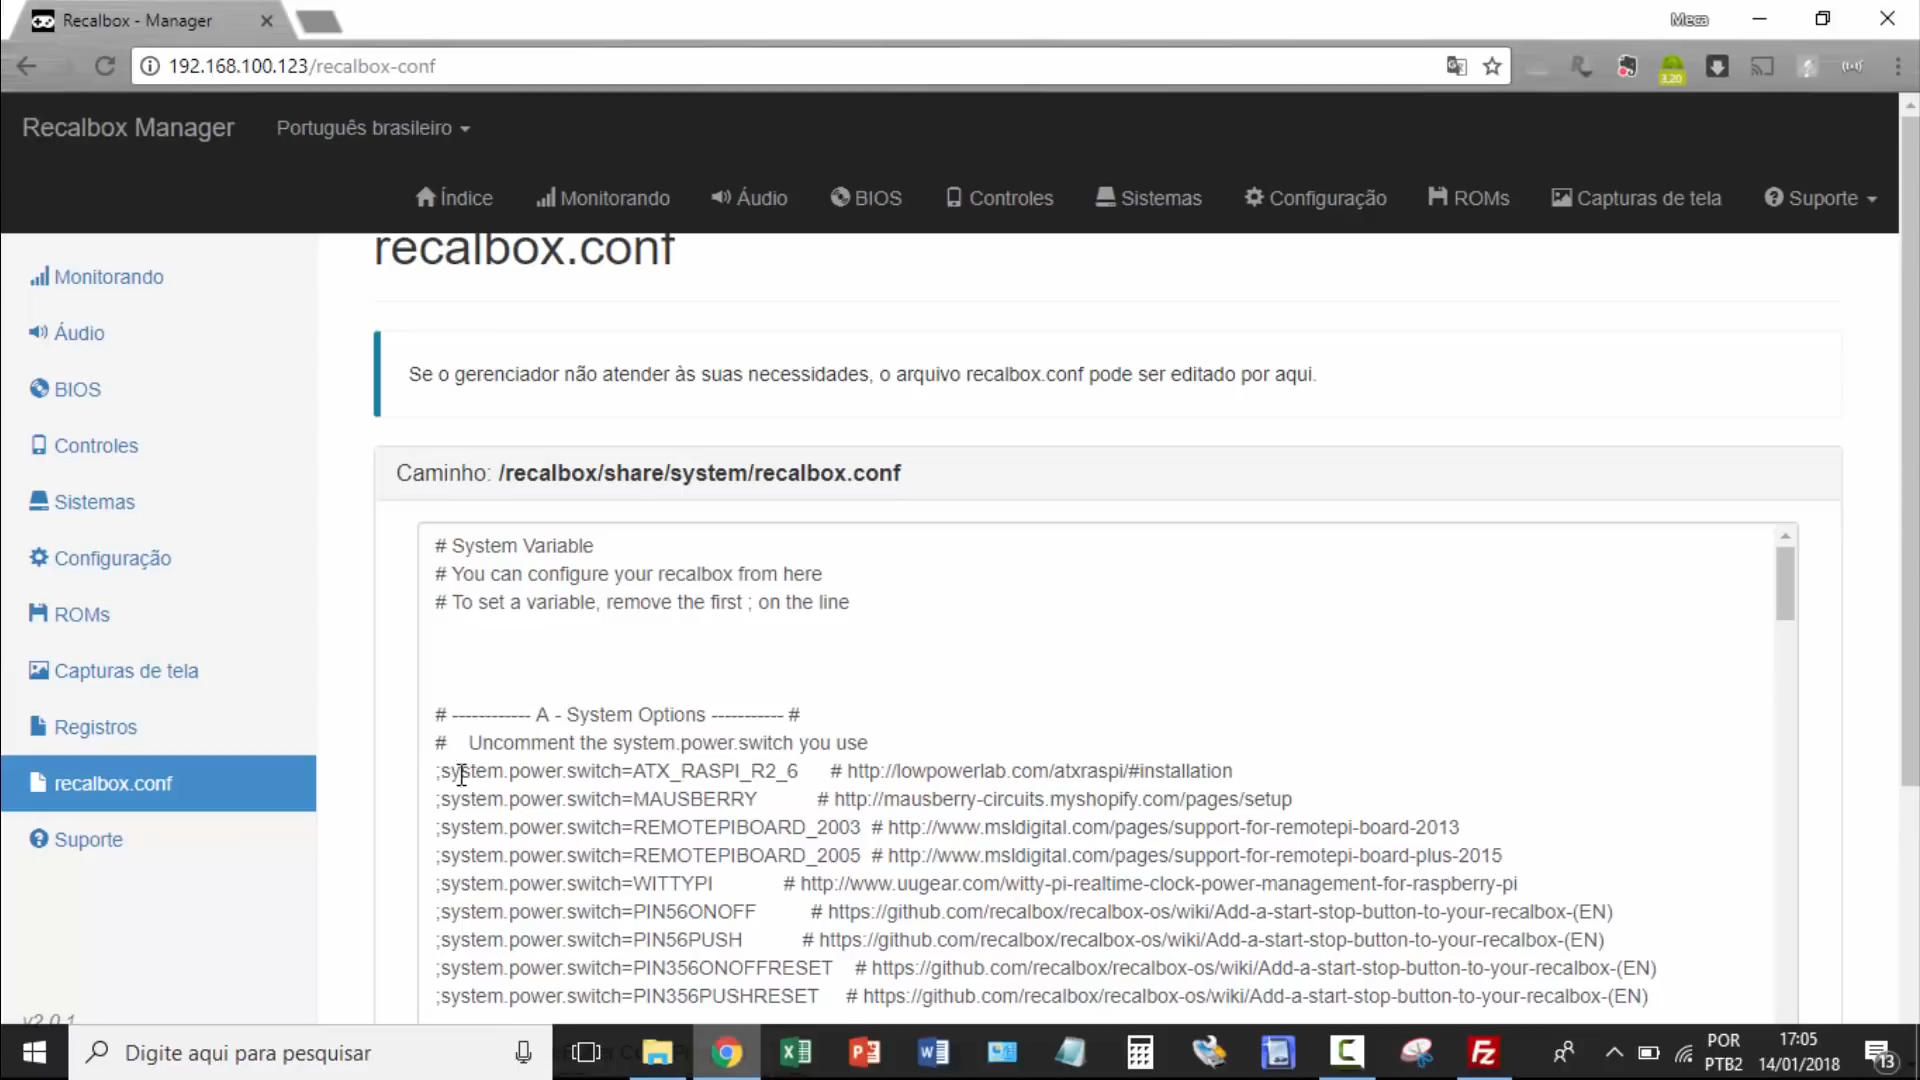 Recalbox - Manager
Meca
192.168.100.123/recalbox-conf
3.20
Recalbox Manager
Português brasileiro
Índice
Monitorando
Áudio
BIOS
Controles
Sistemas
Configuração
ROMs
Capturas de tela
Suporte
Monitorando
Áudio
BIOS
Controles
Sistemas
Configuração
ROMs
Capturas de tela
Registros
recalbox.conf
Suporte
v2.0.1
recalbox.conf
Se o gerenciador não atender às suas necessidades, o arquivo recalbox.conf pode ser editado por aqui.
Caminho: /recalbox/share/system/recalbox.conf
# System Variable
# You can configure your recalbox from here
# To set a variable, remove the first ; on the line
# ------------ A - System Options ----------- #
# Uncomment the system.power.switch you use
;system.power.switch=ATX_RASPI_R2_6 # http://lowpowerlab.com/atxraspi/#installation
;system.power.switch=MAUSBERRY # http://mausberry-circuits.myshopify.com/pages/setup
;system.power.switch=REMOTEPIBOARD_2003 # http://www.msldigital.com/pages/support-for-remotepi-board-2013
;system.power.switch=REMOTEPIBOARD_2005 # http://www.msldigital.com/pages/support-for-remotepi-board-plus-2015
;system.power.switch=WITTYPI # http://www.uugear.com/witty-pi-realtime-clock-power-management-for-raspberry-pi
;system.power.switch=PIN56ONOFF # https://github.com/recalbox/recalbox-os/wiki/Add-a-start-stop-button-to-your-recalbox-(EN)
;system.power.switch=PIN56PUSH # https://github.com/recalbox/recalbox-os/wiki/Add-a-start-stop-button-to-your-recalbox-(EN)
;system.power.switch=PIN356ONOFFRESET # https://github.com/recalbox/recalbox-os/wiki/Add-a-start-stop-button-to-your-recalbox-(EN)
;system.power.switch=PIN356PUSHRESET # https://github.com/recalbox/recalbox-os/wiki/Add-a-start-stop-button-to-your-recalbox-(EN)
Digite aqui para pesquisar
POR
PTB2
17:05
14/01/2018
13